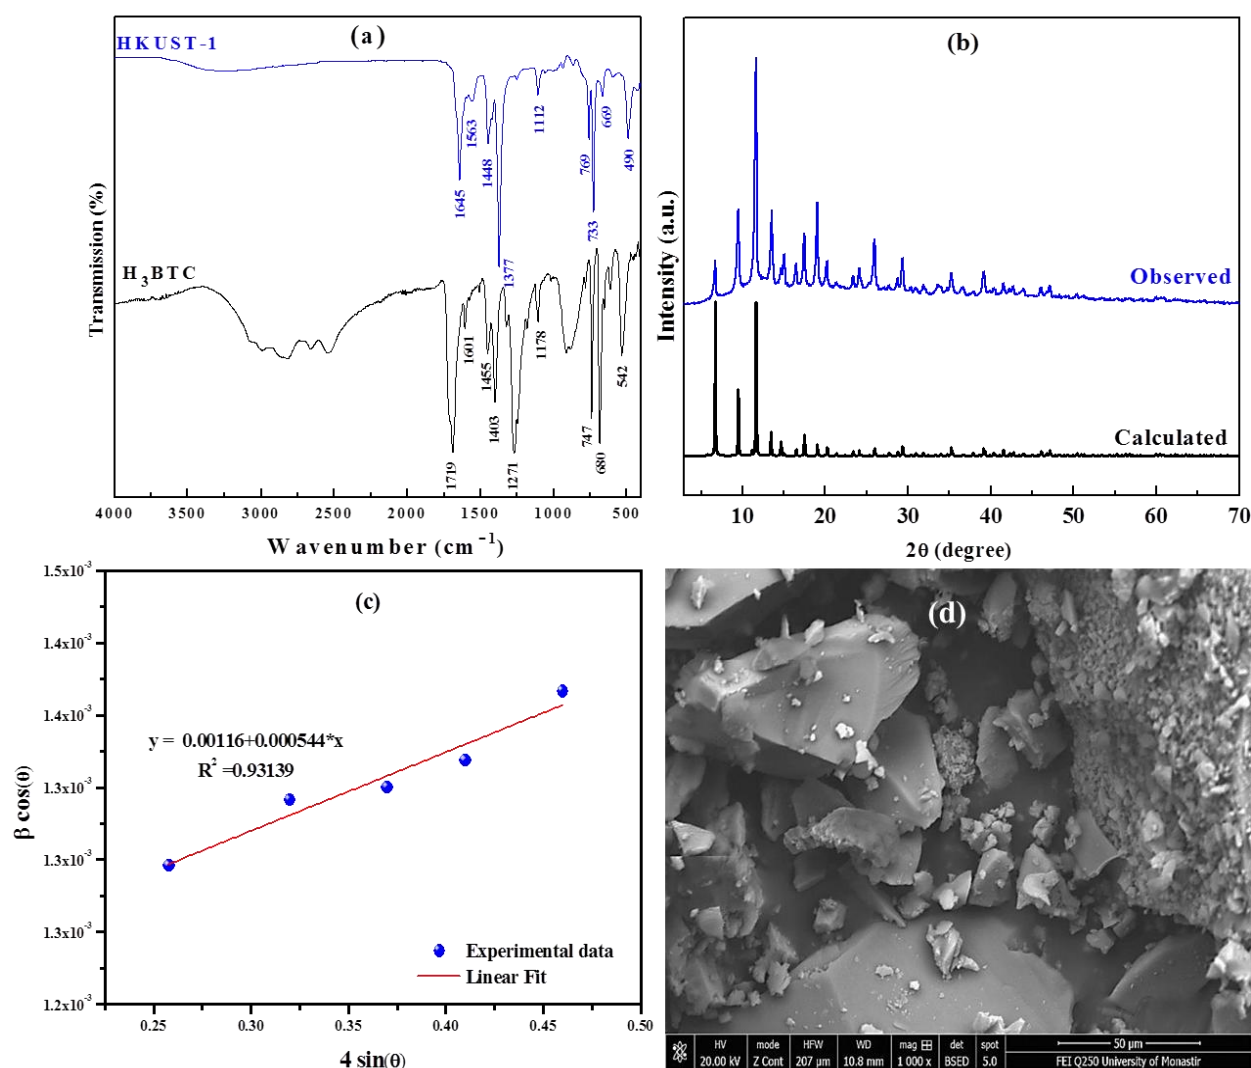 (a)
HKUST-1
1645
1563
1448
1377
1112
769
733
669
490
H3BTC
1719
1601
1455
1403
1271
1178
747
680
542
Transmission (%)
4000 3500 3000 2500 2000 1500 1000 500
Wavenumber (cm-1)
(b)
Observed
Calculated
Intensity (a.u.)
10 20 30 40 50 60 70
2θ (degree)
(c)
1.5x10-3
1.4x10-3
1.4x10-3
1.3x10-3
1.3x10-3
1.3x10-3
1.2x10-3
y = 0.00116+0.000544*x
R2 =0.93139
Experimental data
Linear Fit
β cos(θ)
0.25 0.30 0.35 0.40 0.45 0.50
4 sin(θ)
(d)
HV mode HFW WD mag det spot 50 µm
20.00 kV Z Cont 207 µm 10.8 mm 1 000 x BSED 5.0 FEI Q250 University of Monastir